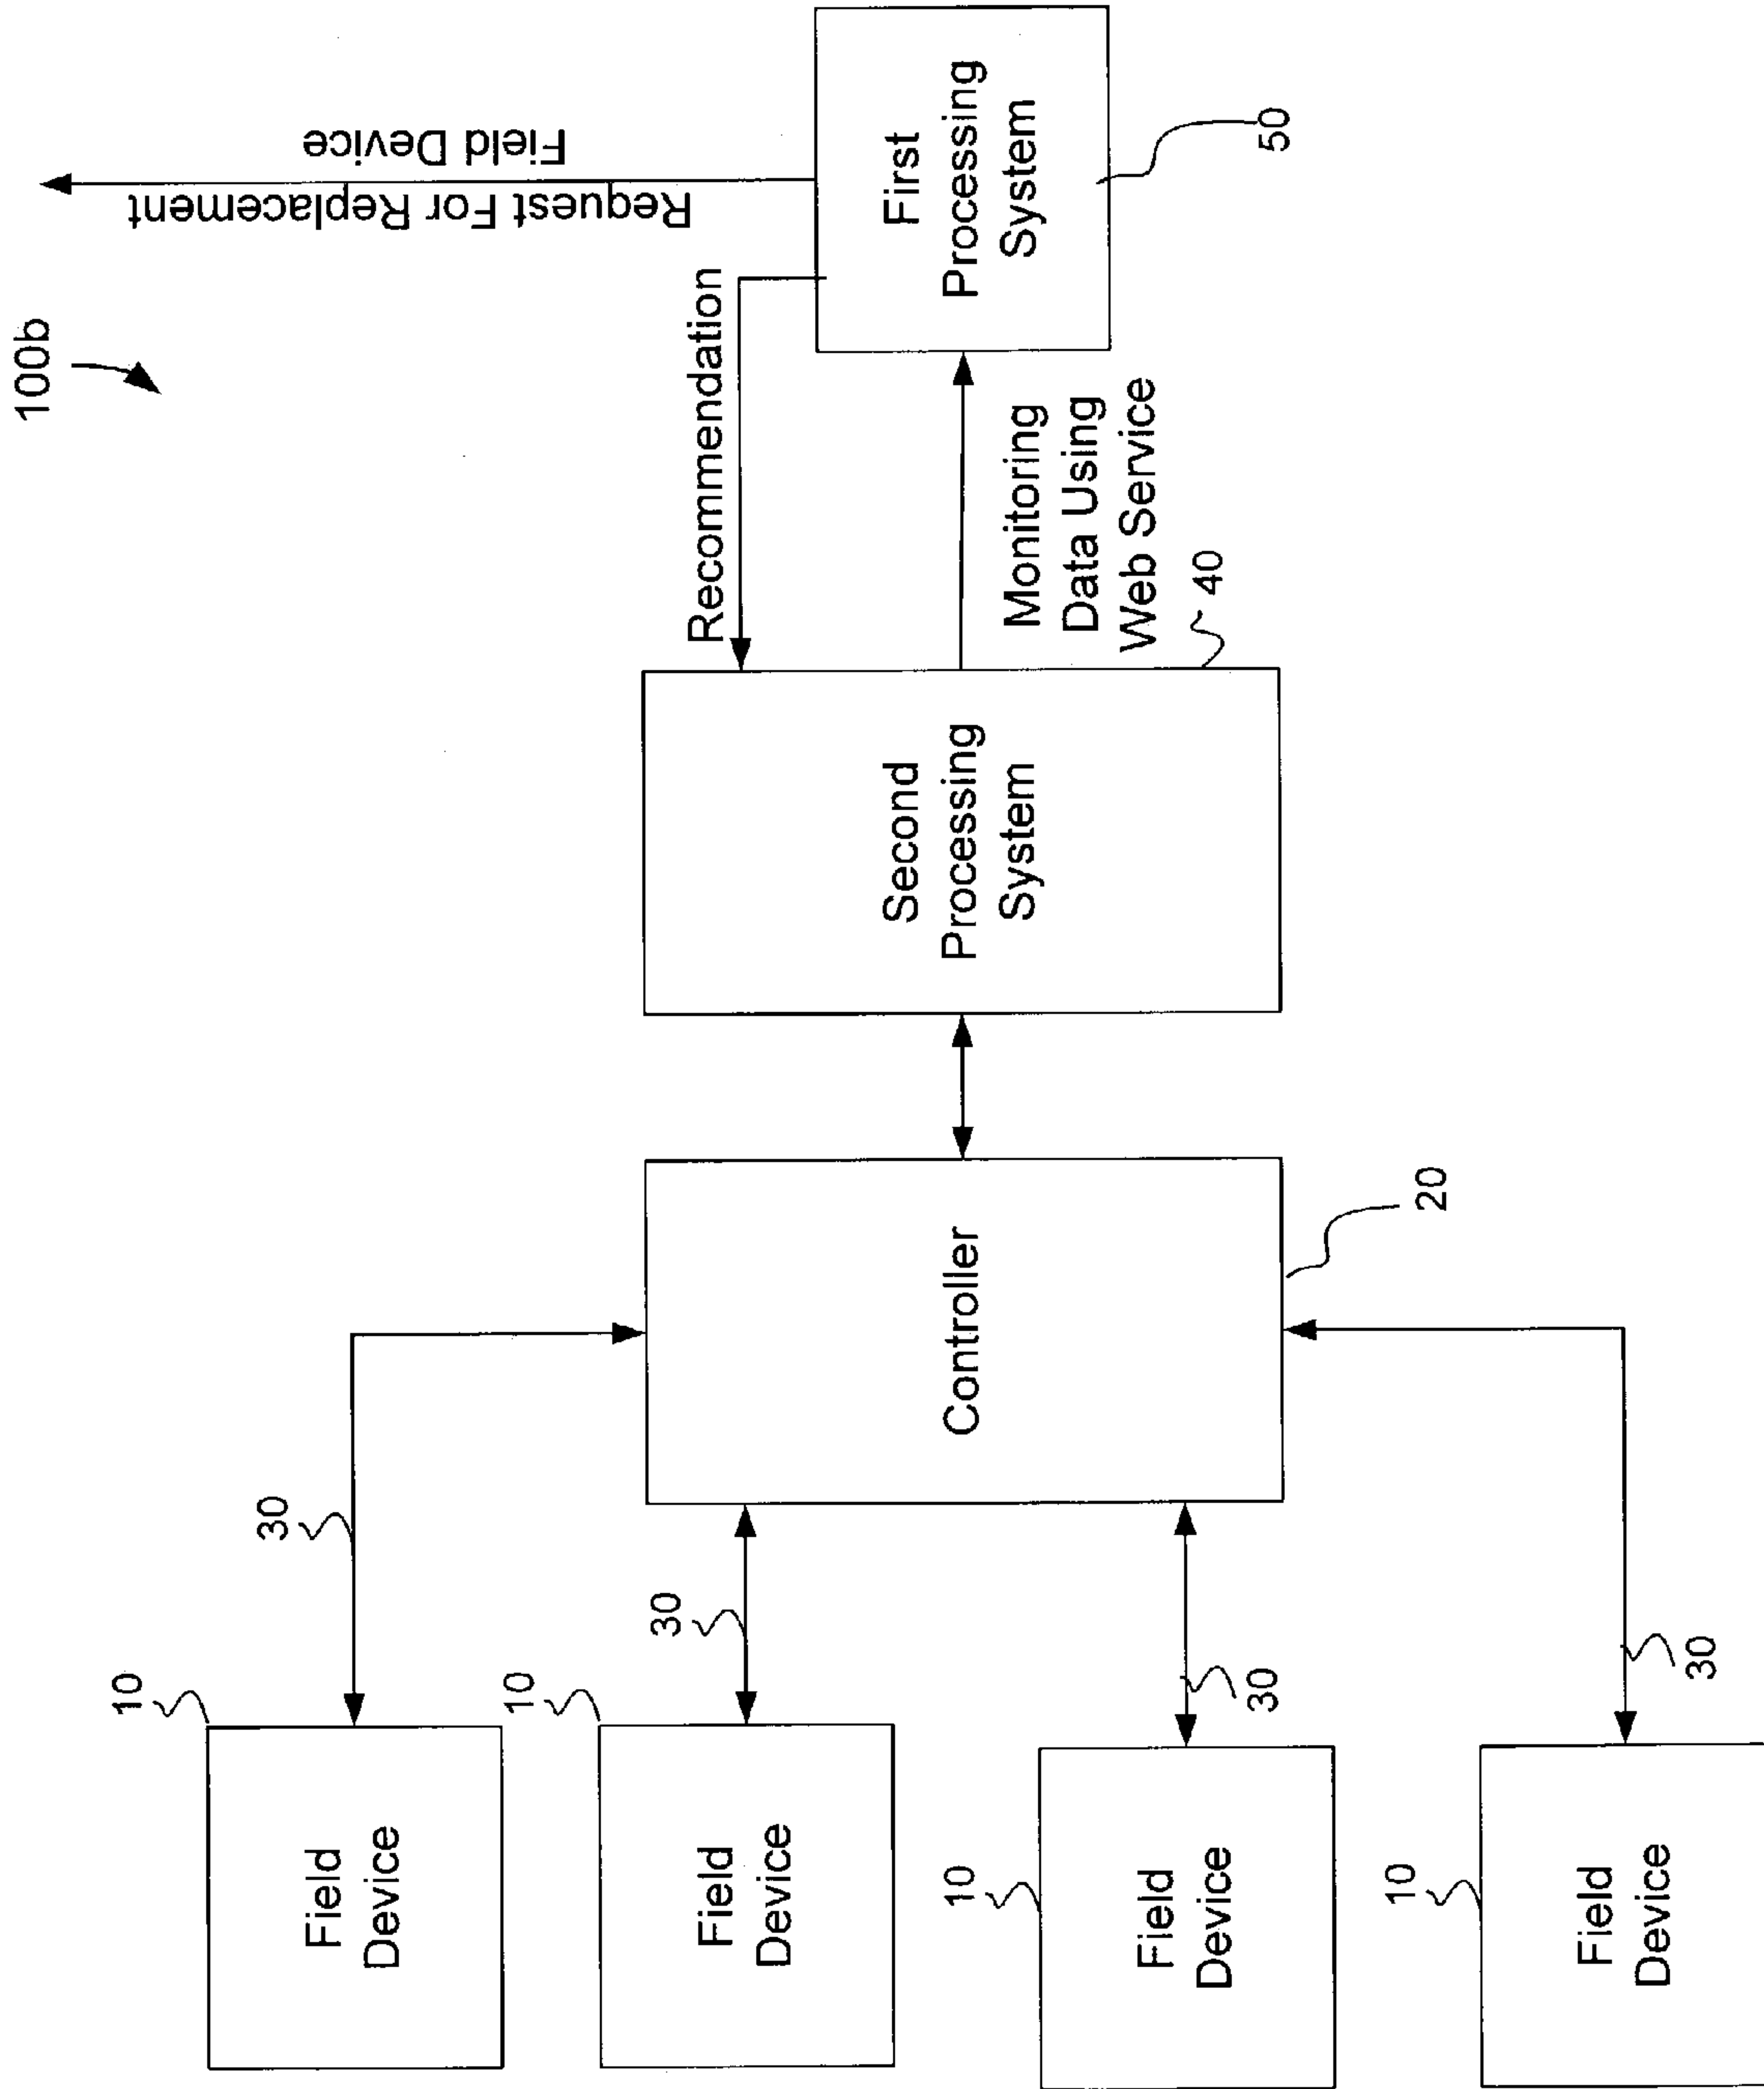 100b
Request For Replacement
Field Device
Recommendation
First
Processing
System
50
Monitoring
Data Using
Web Service
40
Second
Processing
System
Controller
20
30
30
30
30
10
Field
Device
10
Field
Device
10
Field
Device
10
Field
Device